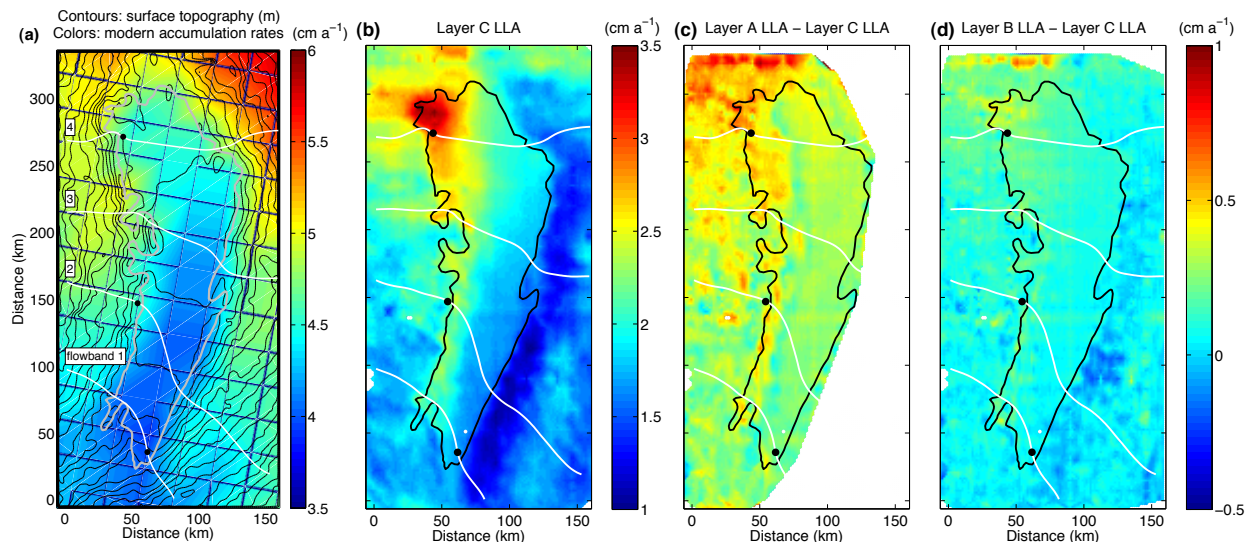 Contours: surface topography (m)
(a) Colors: modern accumulation rates (cm a⁻¹)
(b) Layer C LLA (cm a⁻¹)
(c) Layer A LLA − Layer C LLA
(d) Layer B LLA − Layer C LLA (cm a⁻¹)
Distance (km)
300
250
200
150
100
50
0
4
3
2
flowband 1
0 50 100 150
Distance (km)
6
5.5
5
4.5
4
3.5
0 50 100 150
Distance (km)
3.5
3
2.5
2
1.5
1
0 50 100 150
Distance (km)
0 50 100 150
Distance (km)
1
0.5
0
−0.5